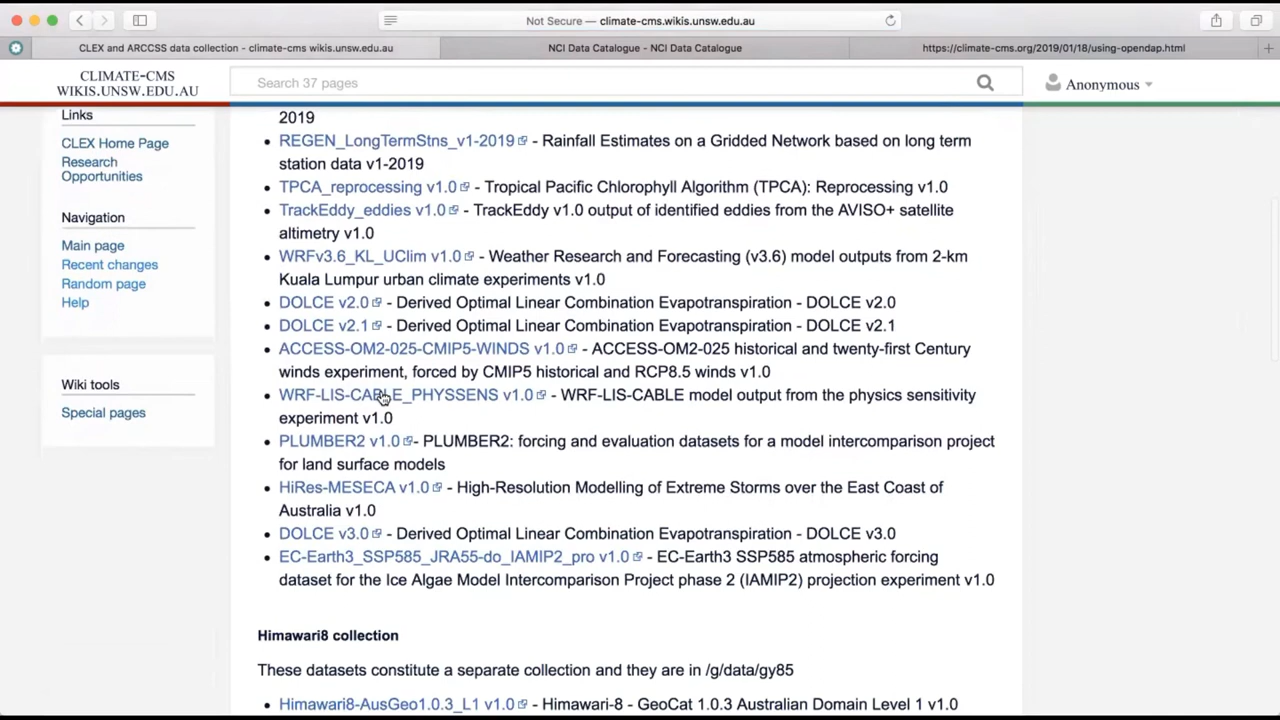 Not Secure — climate-cms.wikis.unsw.edu.au
CLEX and ARCCSS data collection - climate-cms wikis.unsw.edu.au
NCI Data Catalogue - NCI Data Catalogue
https://climate-cms.org/2019/01/18/using-opendap.html
CLIMATE-CMS
WIKIS.UNSW.EDU.AU
Search 37 pages
Anonymous
Links
CLEX Home Page
Research
Opportunities
Navigation
Main page
Recent changes
Random page
Help
Wiki tools
Special pages
2019
• REGEN_LongTermStns_v1-2019 - Rainfall Estimates on a Gridded Network based on long term
station data v1-2019
• TPCA_reprocessing v1.0 - Tropical Pacific Chlorophyll Algorithm (TPCA): Reprocessing v1.0
• TrackEddy_eddies v1.0 - TrackEddy v1.0 output of identified eddies from the AVISO+ satellite
altimetry v1.0
• WRFv3.6_KL_UClim v1.0 - Weather Research and Forecasting (v3.6) model outputs from 2-km
Kuala Lumpur urban climate experiments v1.0
• DOLCE v2.0 - Derived Optimal Linear Combination Evapotranspiration - DOLCE v2.0
• DOLCE v2.1 - Derived Optimal Linear Combination Evapotranspiration - DOLCE v2.1
• ACCESS-OM2-025-CMIP5-WINDS v1.0 - ACCESS-OM2-025 historical and twenty-first Century
winds experiment, forced by CMIP5 historical and RCP8.5 winds v1.0
• WRF-LIS-CABLE_PHYSSENS v1.0 - WRF-LIS-CABLE model output from the physics sensitivity
experiment v1.0
• PLUMBER2 v1.0 - PLUMBER2: forcing and evaluation datasets for a model intercomparison project
for land surface models
• HiRes-MESECA v1.0 - High-Resolution Modelling of Extreme Storms over the East Coast of
Australia v1.0
• DOLCE v3.0 - Derived Optimal Linear Combination Evapotranspiration - DOLCE v3.0
• EC-Earth3_SSP585_JRA55-do_IAMIP2_pro v1.0 - EC-Earth3 SSP585 atmospheric forcing
dataset for the Ice Algae Model Intercomparison Project phase 2 (IAMIP2) projection experiment v1.0
Himawari8 collection
These datasets constitute a separate collection and they are in /g/data/gy85
• Himawari8-AusGeo1.0.3_L1 v1.0 - Himawari-8 - GeoCat 1.0.3 Australian Domain Level 1 v1.0